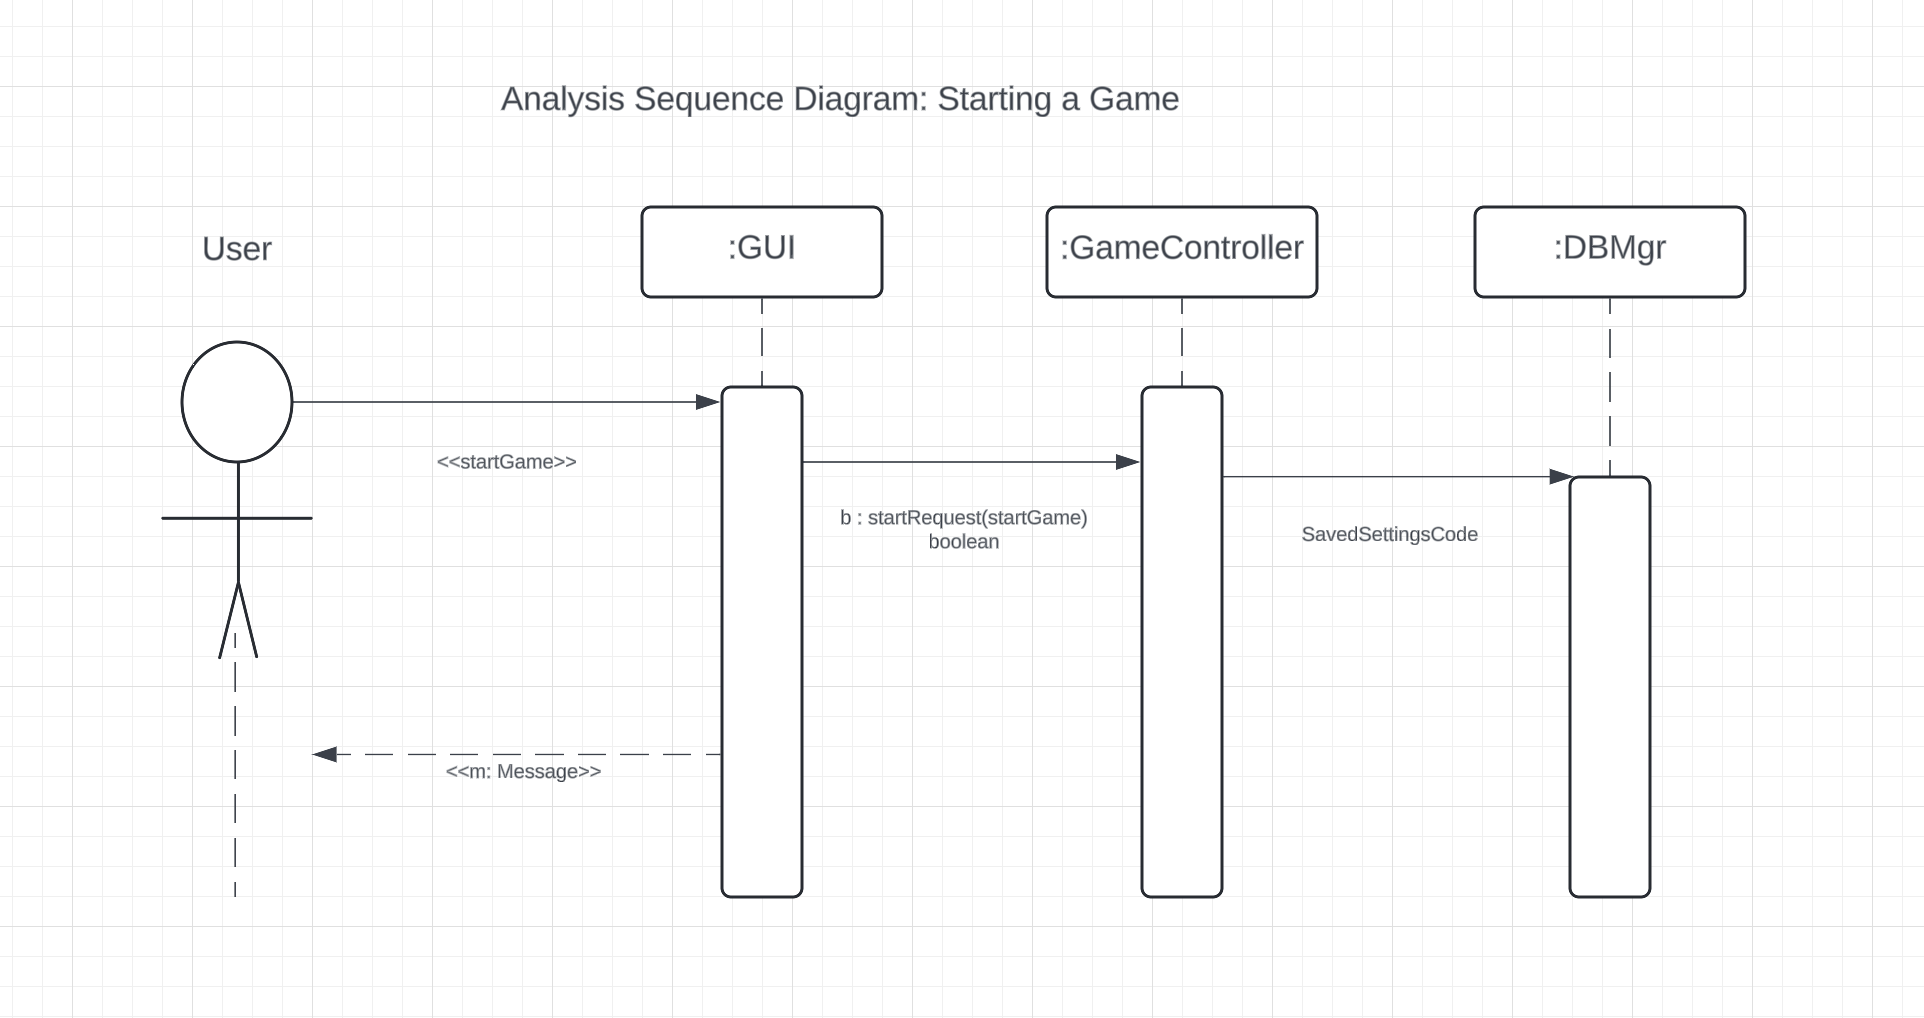 Analysis Sequence Diagram: Starting a Game
User
:GUI
:GameController
:DBMgr
<<startGame>>
b : startRequest(startGame)
boolean
SavedSettingsCode
<<m: Message>>